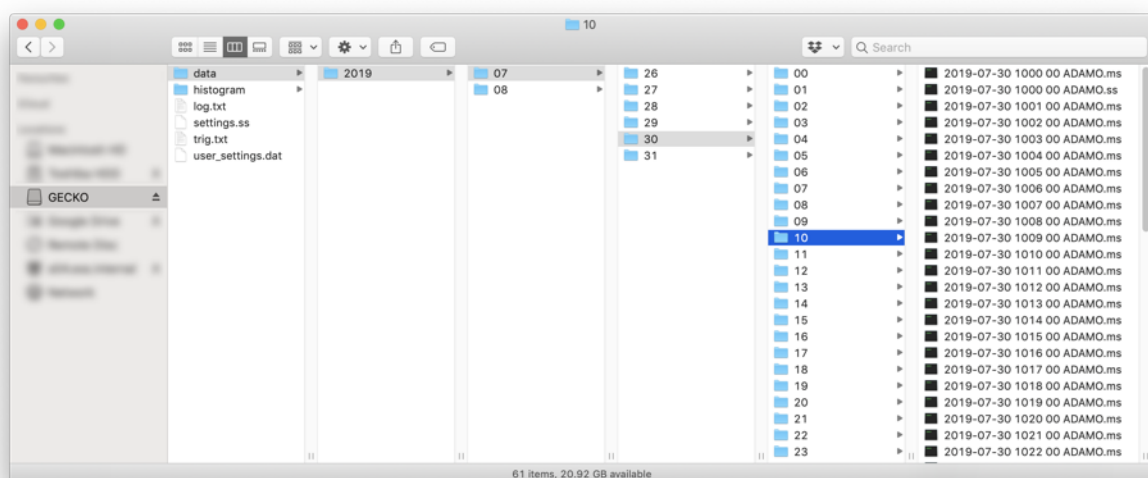 10
Search
GECKO
data
histogram
log.txt
settings.ss
trig.txt
user_settings.dat
2019
07
08
26
27
28
29
30
31
00
01
02
03
04
05
06
07
08
09
10
11
12
13
14
15
16
17
18
19
20
21
22
23
2019-07-30 1000 00 ADAMO.ms
2019-07-30 1000 00 ADAMO.ss
2019-07-30 1001 00 ADAMO.ms
2019-07-30 1002 00 ADAMO.ms
2019-07-30 1003 00 ADAMO.ms
2019-07-30 1004 00 ADAMO.ms
2019-07-30 1005 00 ADAMO.ms
2019-07-30 1006 00 ADAMO.ms
2019-07-30 1007 00 ADAMO.ms
2019-07-30 1008 00 ADAMO.ms
2019-07-30 1009 00 ADAMO.ms
2019-07-30 1010 00 ADAMO.ms
2019-07-30 1011 00 ADAMO.ms
2019-07-30 1012 00 ADAMO.ms
2019-07-30 1013 00 ADAMO.ms
2019-07-30 1014 00 ADAMO.ms
2019-07-30 1015 00 ADAMO.ms
2019-07-30 1016 00 ADAMO.ms
2019-07-30 1017 00 ADAMO.ms
2019-07-30 1018 00 ADAMO.ms
2019-07-30 1019 00 ADAMO.ms
2019-07-30 1020 00 ADAMO.ms
2019-07-30 1021 00 ADAMO.ms
2019-07-30 1022 00 ADAMO.ms
61 items, 20.92 GB available